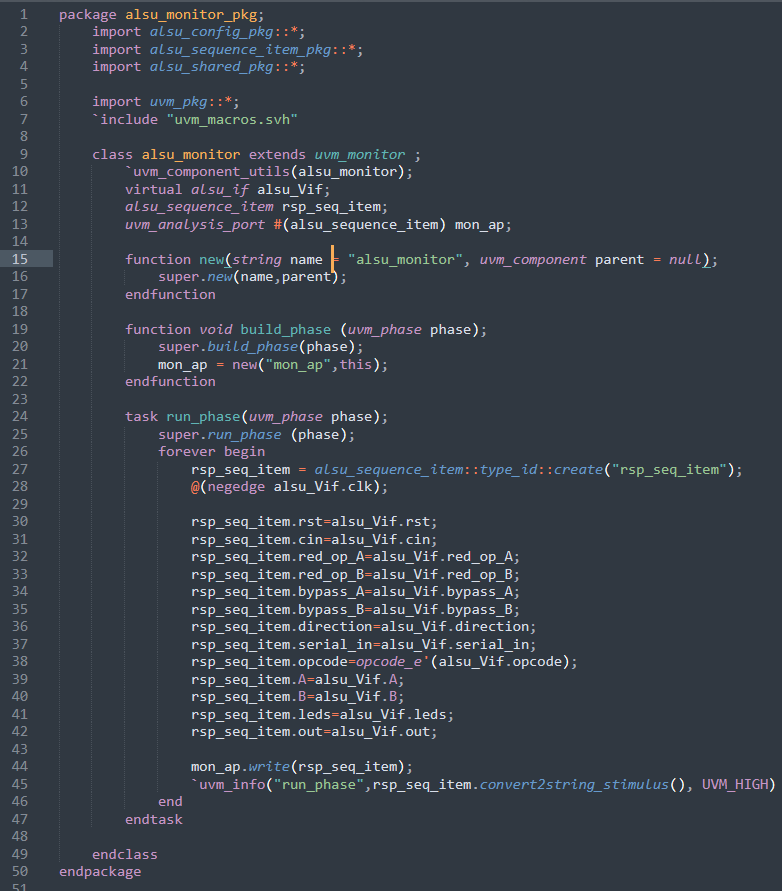 1 package alsu_monitor_pkg;
2     import alsu_config_pkg::*;
3     import alsu_sequence_item_pkg::*;
4     import alsu_shared_pkg::*;
5
6     import uvm_pkg::*;
7     `include "uvm_macros.svh"
8
9     class alsu_monitor extends uvm_monitor ;
10         `uvm_component_utils(alsu_monitor);
11         virtual alsu_if alsu_Vif;
12         alsu_sequence_item rsp_seq_item;
13         uvm_analysis_port #(alsu_sequence_item) mon_ap;
14
15         function new(string name = "alsu_monitor", uvm_component parent = null);
16             super.new(name,parent);
17         endfunction
18
19         function void build_phase (uvm_phase phase);
20             super.build_phase(phase);
21             mon_ap = new("mon_ap",this);
22         endfunction
23
24         task run_phase(uvm_phase phase);
25             super.run_phase (phase);
26             forever begin
27                 rsp_seq_item = alsu_sequence_item::type_id::create("rsp_seq_item");
28                 @(negedge alsu_Vif.clk);
29
30                 rsp_seq_item.rst=alsu_Vif.rst;
31                 rsp_seq_item.cin=alsu_Vif.cin;
32                 rsp_seq_item.red_op_A=alsu_Vif.red_op_A;
33                 rsp_seq_item.red_op_B=alsu_Vif.red_op_B;
34                 rsp_seq_item.bypass_A=alsu_Vif.bypass_A;
35                 rsp_seq_item.bypass_B=alsu_Vif.bypass_B;
36                 rsp_seq_item.direction=alsu_Vif.direction;
37                 rsp_seq_item.serial_in=alsu_Vif.serial_in;
38                 rsp_seq_item.opcode=opcode_e'(alsu_Vif.opcode);
39                 rsp_seq_item.A=alsu_Vif.A;
40                 rsp_seq_item.B=alsu_Vif.B;
41                 rsp_seq_item.leds=alsu_Vif.leds;
42                 rsp_seq_item.out=alsu_Vif.out;
43
44                 mon_ap.write(rsp_seq_item);
45                 `uvm_info("run_phase",rsp_seq_item.convert2string_stimulus(), UVM_HIGH)
46             end
47         endtask
48
49     endclass
50 endpackage
51